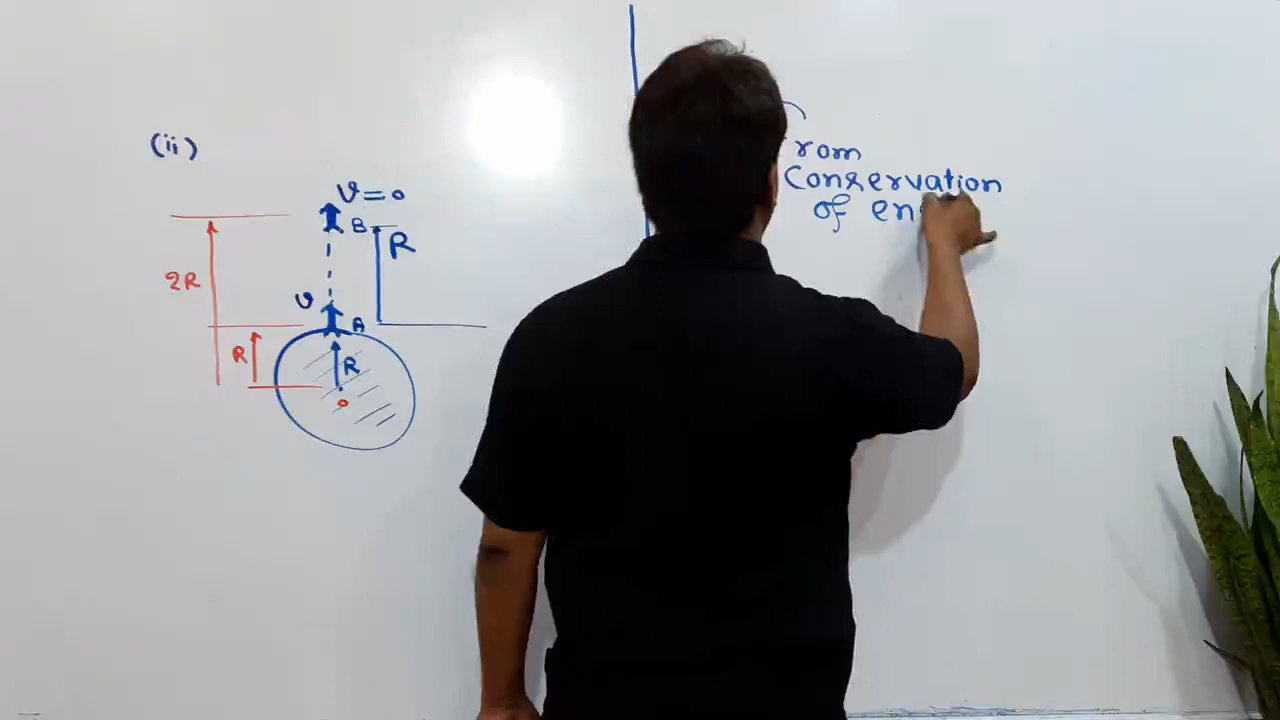 (ii)
v=0
B
R
2R
v
A
R
R
o
rom
Conservation
of en